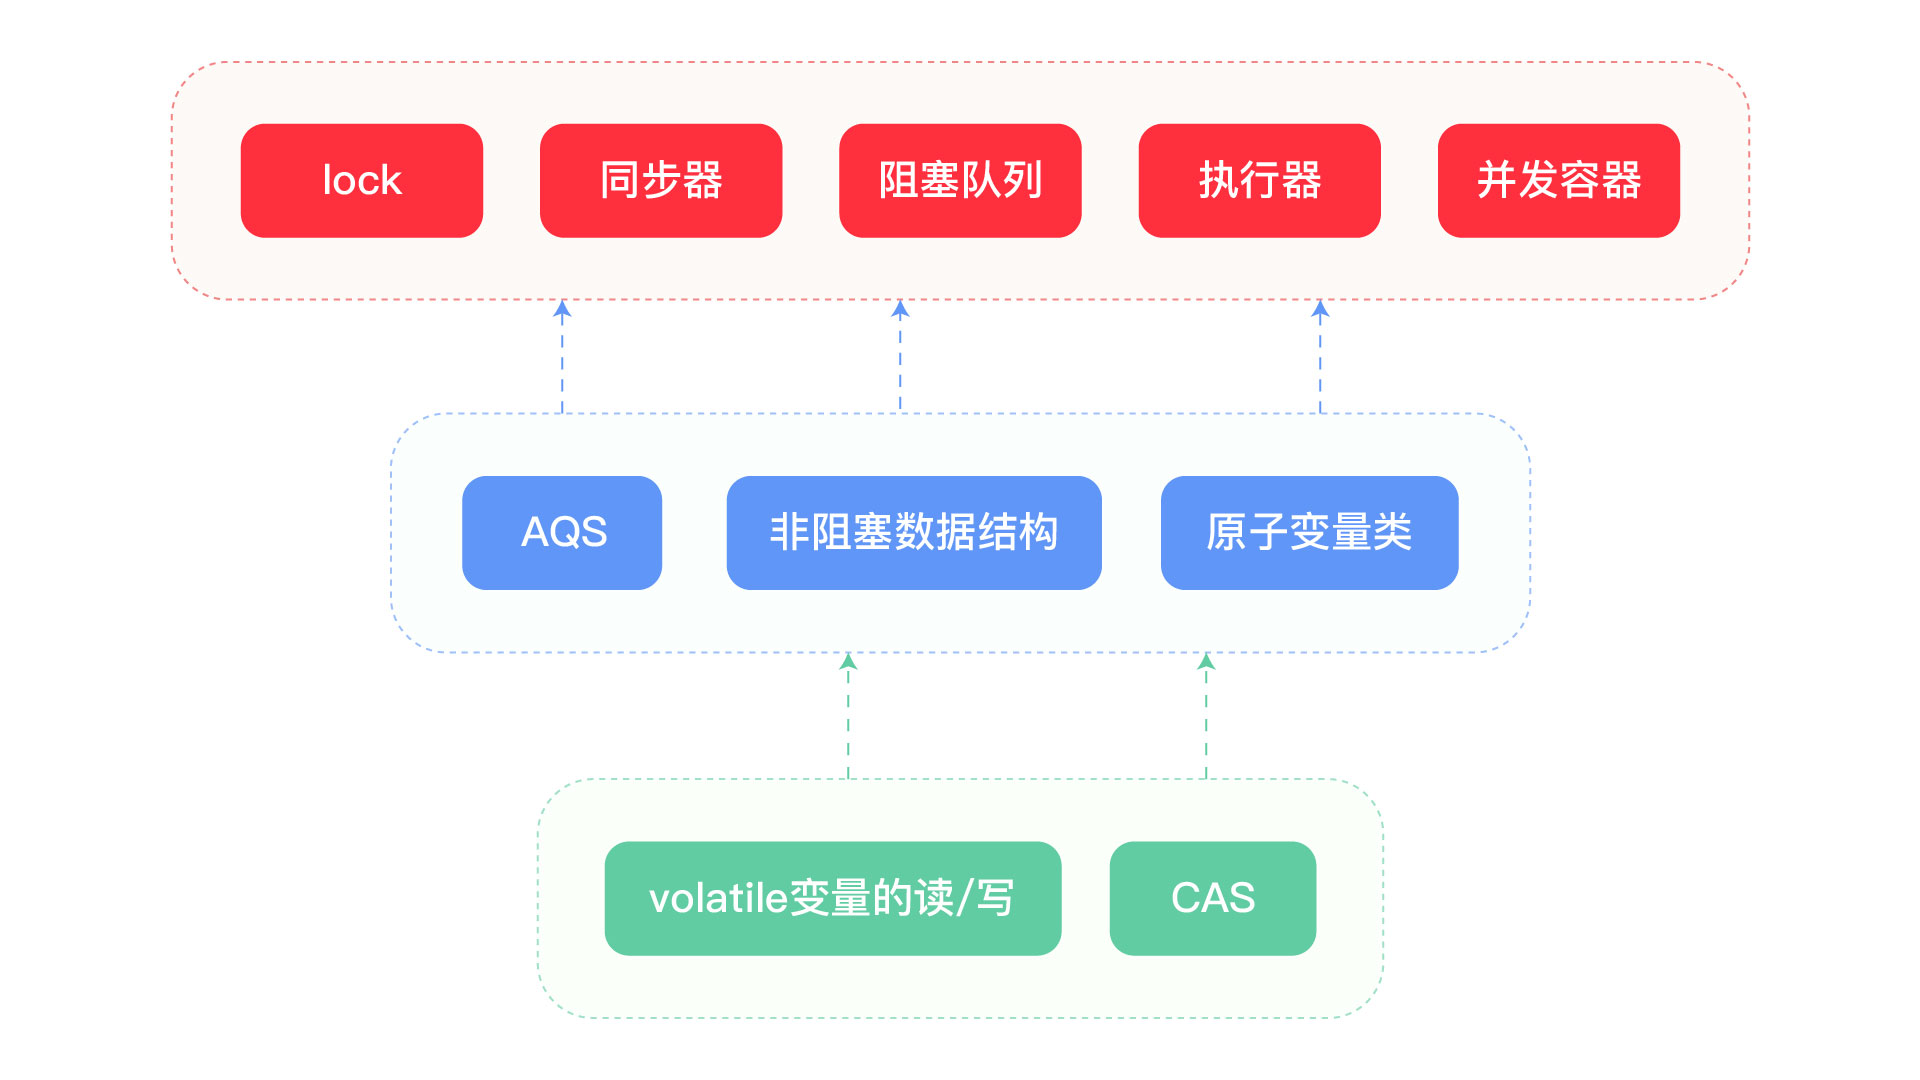 lock
同步器
阻塞队列
执行器
并发容器
AQS
非阻塞数据结构
原子变量类
volatile变量的读/写
CAS